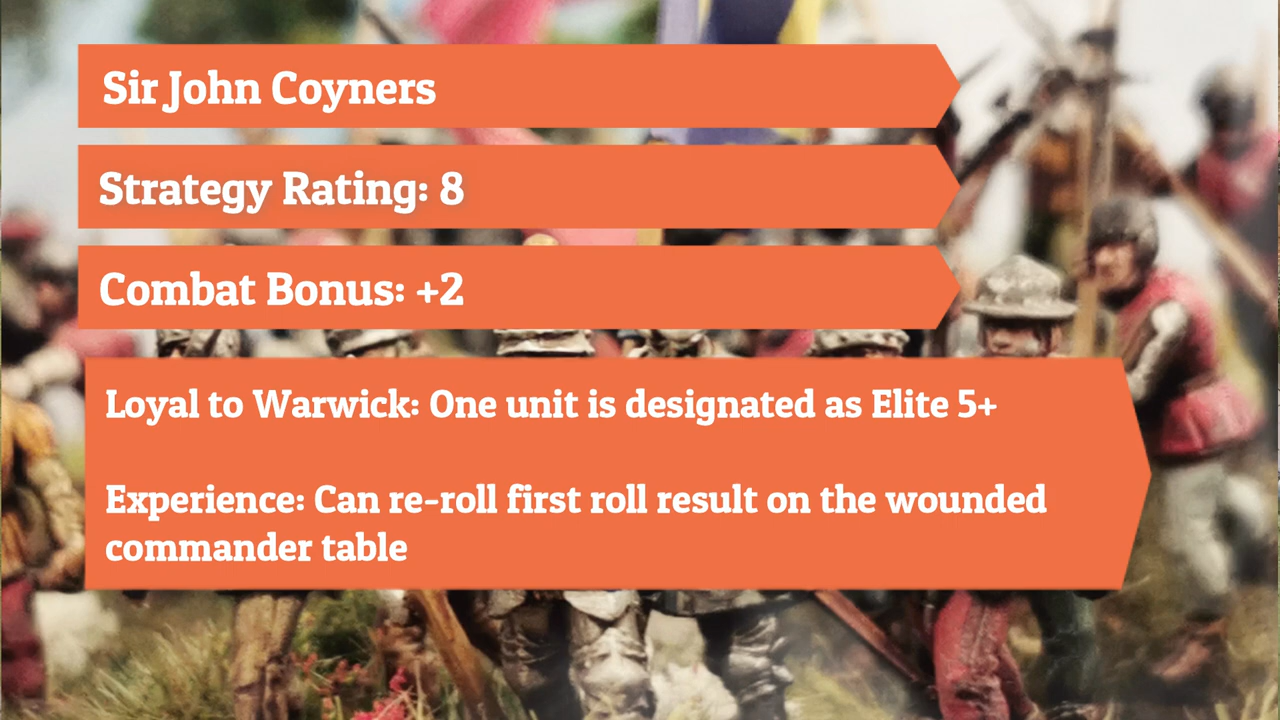 Sir John Coyners
Strategy Rating: 8
Combat Bonus: +2
Loyal to Warwick: One unit is designated as Elite 5+
Experience: Can re-roll first roll result on the wounded
commander table